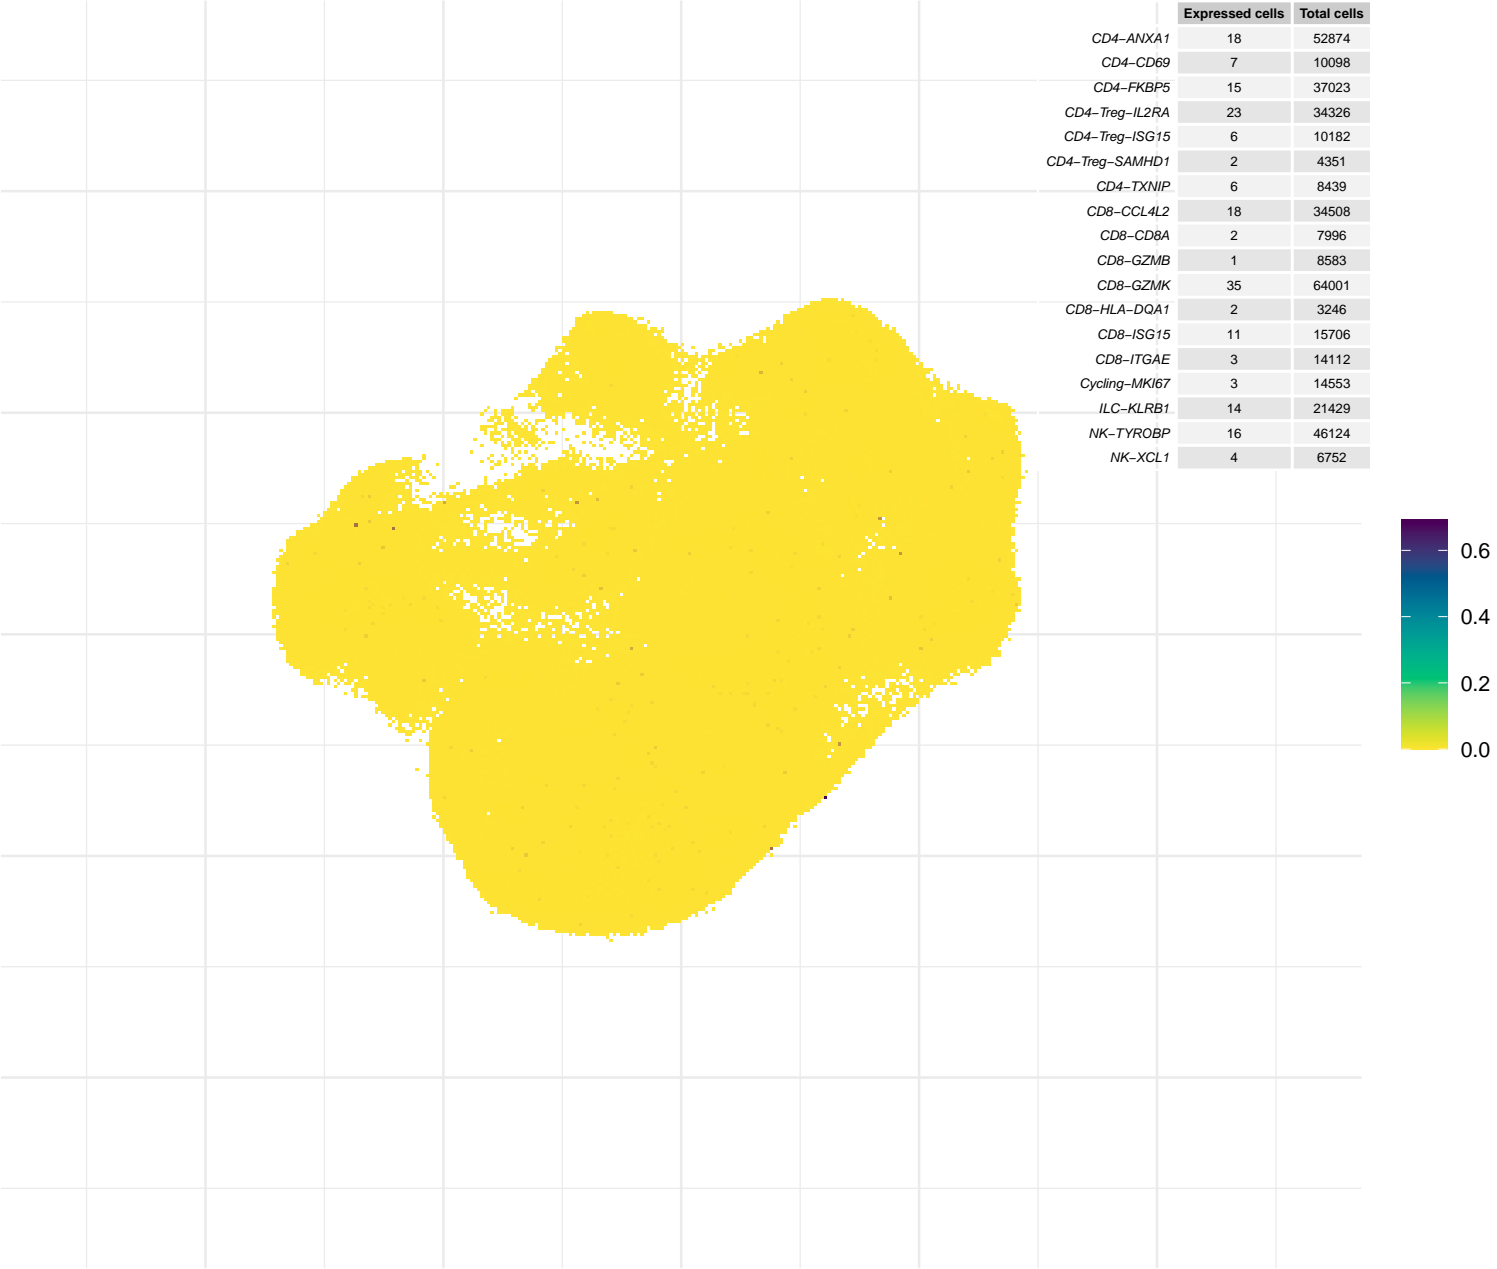 Expressed cells Total cells
CD4−ANXA1 18 52874
CD4−CD69 7 10098
CD4−FKBP5 15 37023
CD4−Treg−IL2RA 23 34326
CD4−Treg−ISG15 6 10182
CD4−Treg−SAMHD1 2 4351
CD4−TXNIP 6 8439
CD8−CCL4L2 18 34508
CD8−CD8A 2 7996
CD8−GZMB 1 8583
CD8−GZMK 35 64001
CD8−HLA−DQA1 2 3246
CD8−ISG15 11 15706
CD8−ITGAE 3 14112
Cycling−MKI67 3 14553
ILC−KLRB1 14 21429
NK−TYROBP 16 46124
NK−XCL1 4 6752
0.6
0.4
0.2
0.0